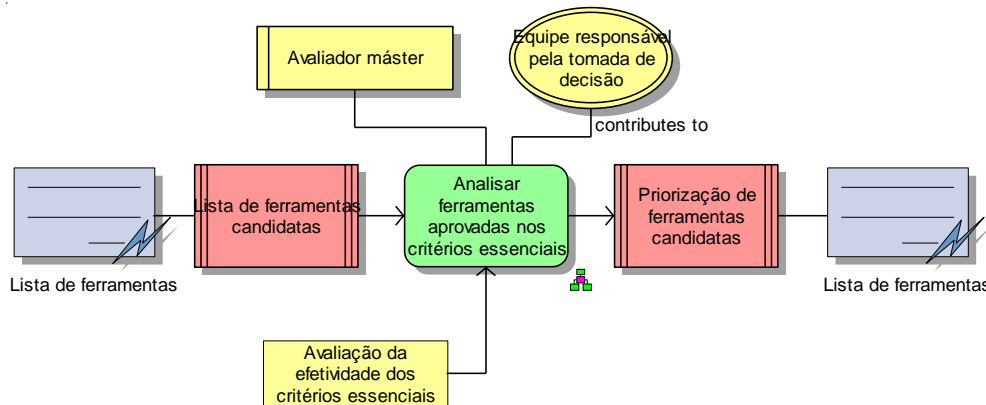 Avaliador máster
Equipe responsável
pela tomada de
decisão
contributes to
Lista de ferramentas
candidatas
Analisar
ferramentas
aprovadas nos
critérios essenciais
Priorização de
ferramentas
candidatas
Lista de ferramentas
Lista de ferramentas
Avaliação da
efetividade dos
critérios essenciais